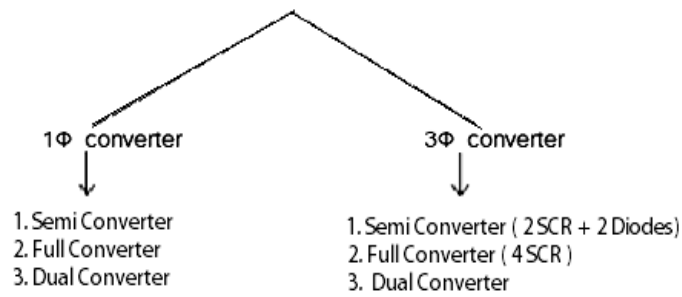 1Φ converter
1. Semi Converter
2. Full Converter
3. Dual Converter
3Φ converter
1. Semi Converter ( 2 SCR + 2 Diodes)
2. Full Converter ( 4 SCR )
3. Dual Converter